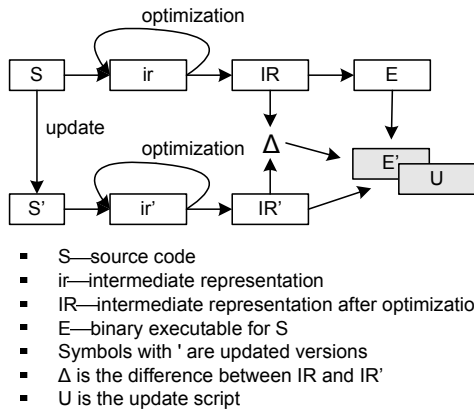 optimization
S
ir
IR
E
update
optimization
Δ
E'
U
S'
ir'
IR'
▪ S—source code
▪ ir—intermediate representation
▪ IR—intermediate representation after optimizatio
▪ E—binary executable for S
▪ Symbols with ' are updated versions
▪ Δ is the difference between IR and IR'
▪ U is the update script